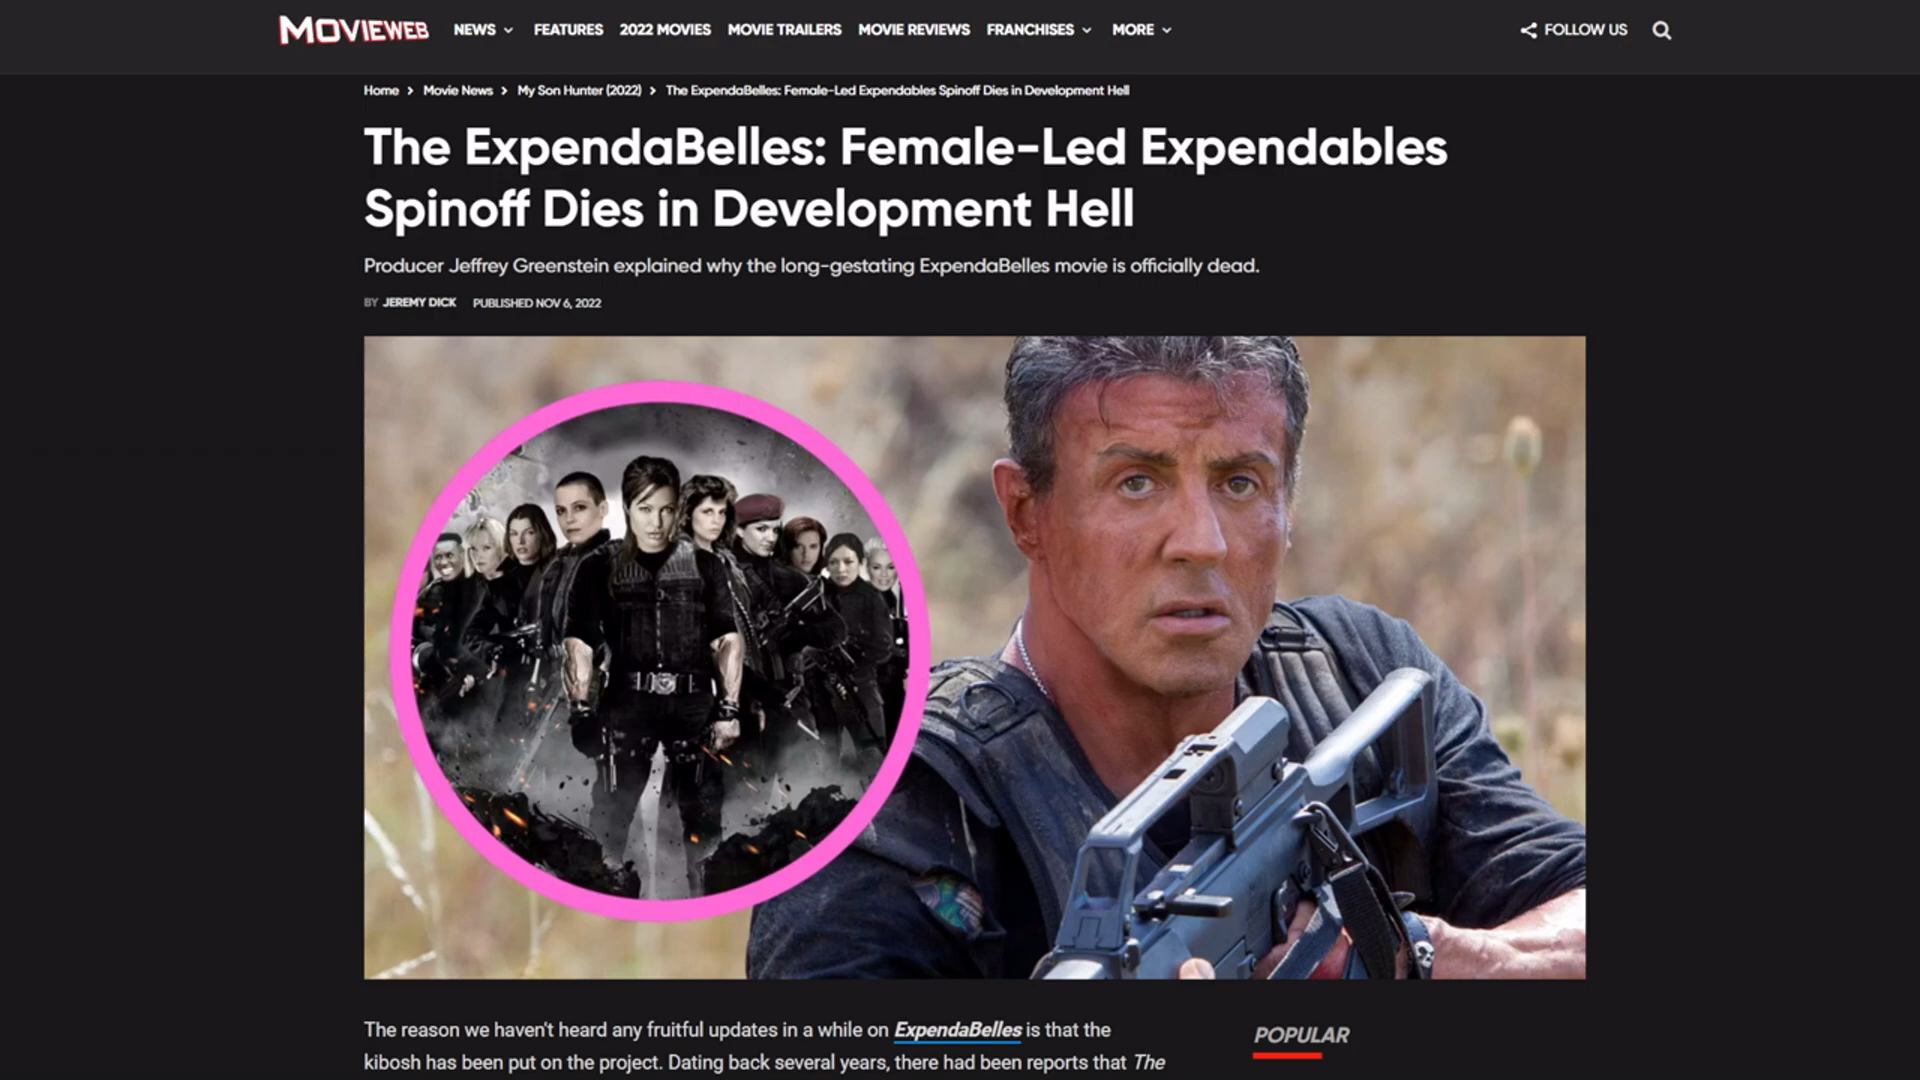 MOVIEWEB NEWS FEATURES 2022 MOVIES MOVIE TRAILERS MOVIE REVIEWS FRANCHISES MORE FOLLOW US
Home > Movie News > My Son Hunter (2022) > The ExpendaBelles: Female-Led Expendables Spinoff Dies in Development Hell
The ExpendaBelles: Female-Led Expendables
Spinoff Dies in Development Hell
Producer Jeffrey Greenstein explained why the long-gestating ExpendaBelles movie is officially dead.
BY JEREMY DICK PUBLISHED NOV 6, 2022
The reason we haven't heard any fruitful updates in a while on ExpendaBelles is that the
kibosh has been put on the project. Dating back several years, there had been reports that The
POPULAR